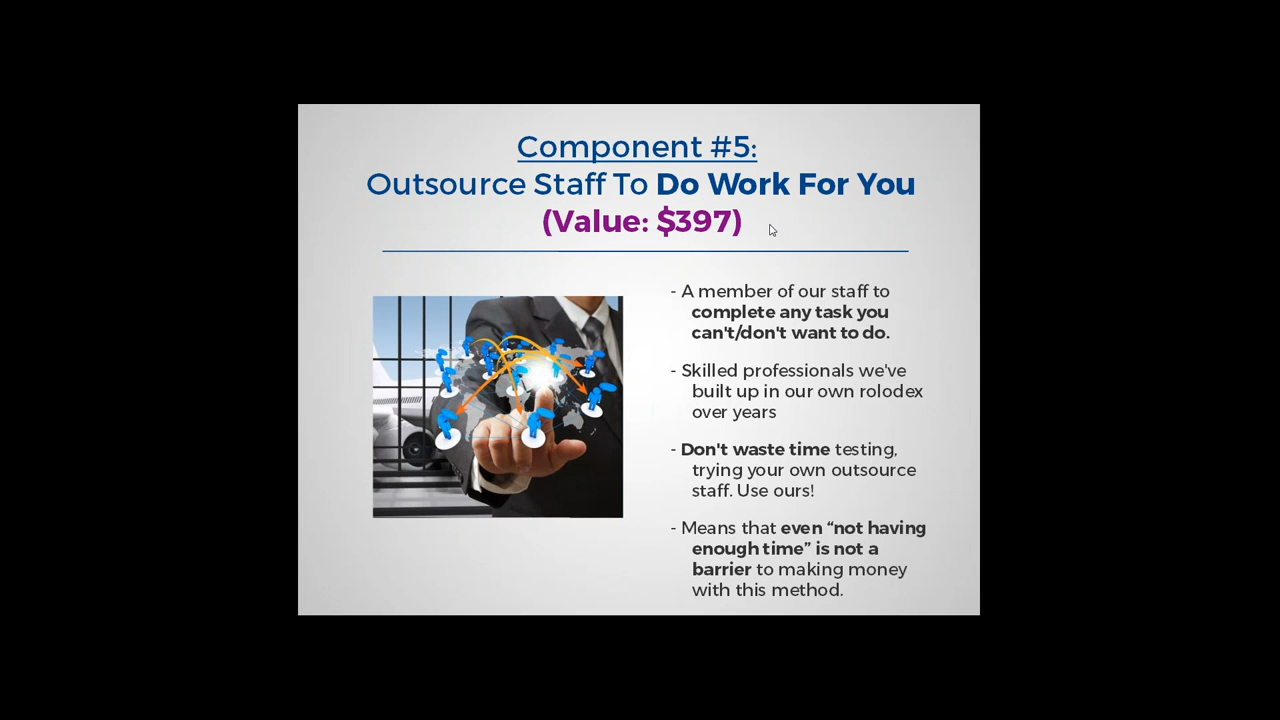 Component #5:
Outsource Staff To Do Work For You
(Value: $397)
- A member of our staff to
complete any task you
can't/don't want to do.
- Skilled professionals we've
built up in our own rolodex
over years
- Don't waste time testing,
trying your own outsource
staff. Use ours!
- Means that even “not having
enough time” is not a
barrier to making money
with this method.